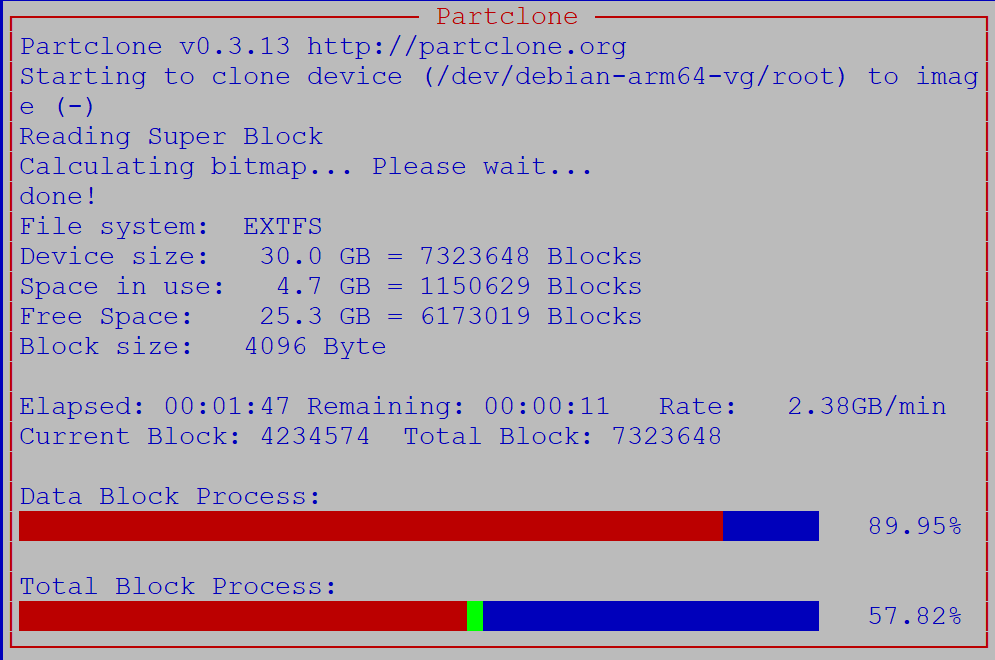 Partclone
Partclone v0.3.13 http://partclone.org
Starting to clone device (/dev/debian-arm64-vg/root) to imag
e (-)
Reading Super Block
Calculating bitmap... Please wait...
done!
File system:  EXTFS
Device size:   30.0 GB = 7323648 Blocks
Space in use:   4.7 GB = 1150629 Blocks
Free Space:    25.3 GB = 6173019 Blocks
Block size:   4096 Byte
Elapsed: 00:01:47 Remaining: 00:00:11   Rate:   2.38GB/min
Current Block: 4234574  Total Block: 7323648
Data Block Process:
89.95%
Total Block Process:
57.82%